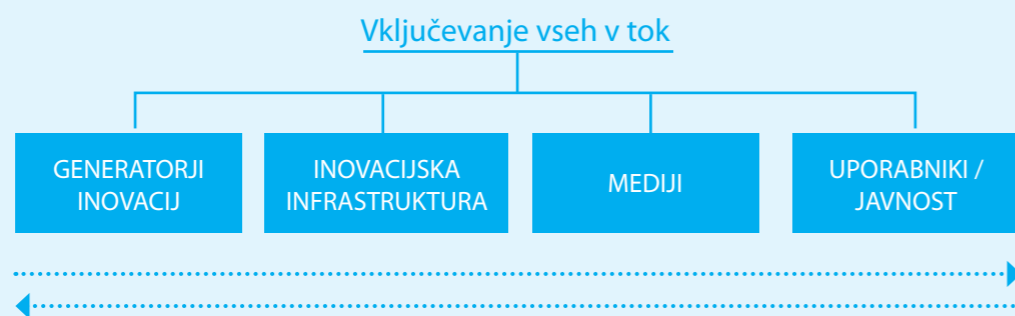 Vključevanje vseh v tok
GENERATORJI
INOVACIJ
INOVACIJSKA
INFRASTRUKTURA
MEDIJI
UPORABNIKI /
JAVNOST